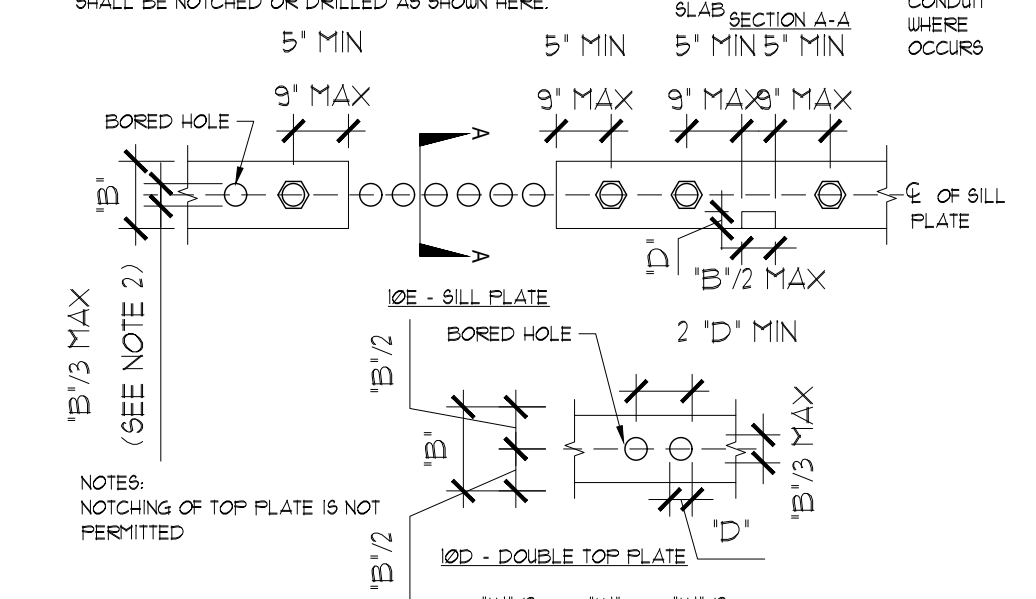 SHALL BE NOTCHED OR DRILLED AS SHOWN HERE.
SLAB
SECTION A-A
CONDUIT
WHERE
OCCURS
5" MIN
5" MIN
5" MIN
5" MIN
9" MAX
9" MAX
9" MAX
9" MAX
BORED HOLE
A
"B"
℄ OF SILL
PLATE
A
"D"
"B"/2 MAX
"B"/3 MAX
(SEE NOTE 2)
10E - SILL PLATE
BORED HOLE
2 "D" MIN
"B"/2
"B"
"B"/3 MAX
NOTES:
NOTCHING OF TOP PLATE IS NOT
PERMITTED
"D"
"B"/2
10D - DOUBLE TOP PLATE